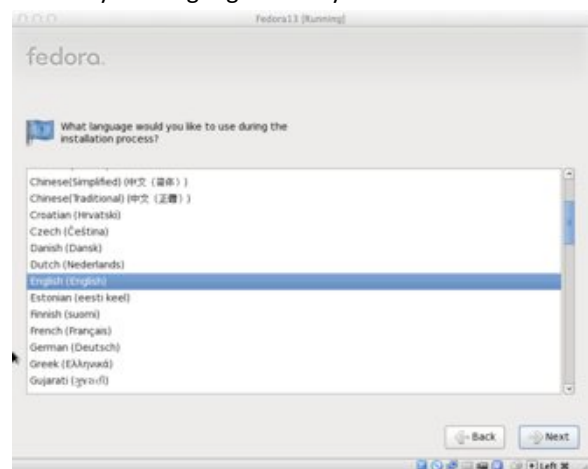 Fedora13 [Running]
fedora.
What language would you like to use during the
installation process?
Chinese(Simplified) (中文（简体）)
Chinese(Traditional) (中文（正體）)
Croatian (Hrvatski)
Czech (Čeština)
Danish (Dansk)
Dutch (Nederlands)
English (English)
Estonian (eesti keel)
Finnish (suomi)
French (Français)
German (Deutsch)
Greek (Ελληνικά)
Gujarati (ગુજરાતી)
Back
Next
Left ⌘